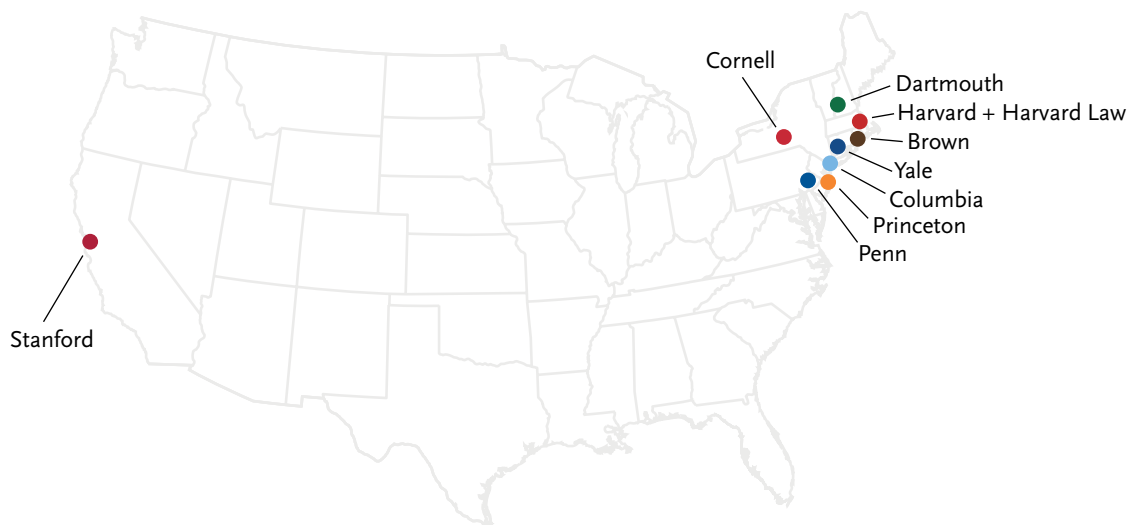 Cornell
Dartmouth
Harvard + Harvard Law
Brown
Yale
Columbia
Princeton
Penn
Stanford